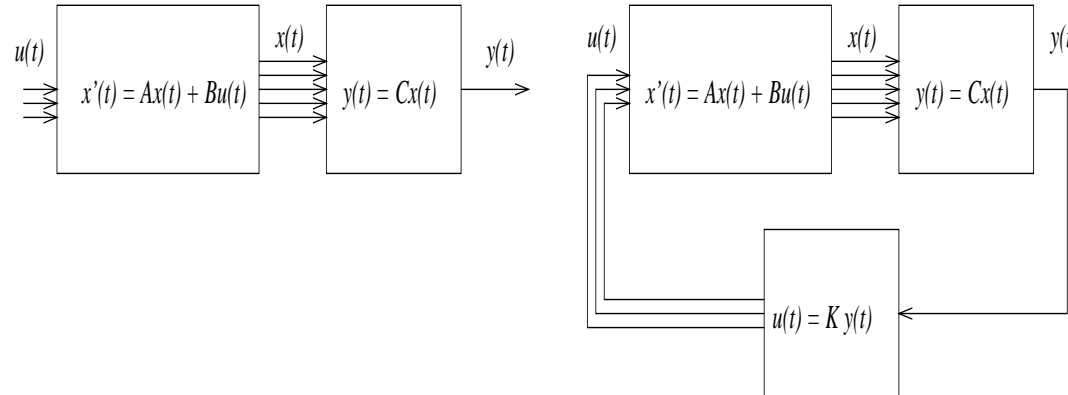 u(t)
x'(t) = Ax(t) + Bu(t)
x(t)
y(t) = Cx(t)
y(t)
u(t)
x'(t) = Ax(t) + Bu(t)
x(t)
y(t) = Cx(t)
y(t
u(t) = K y(t)